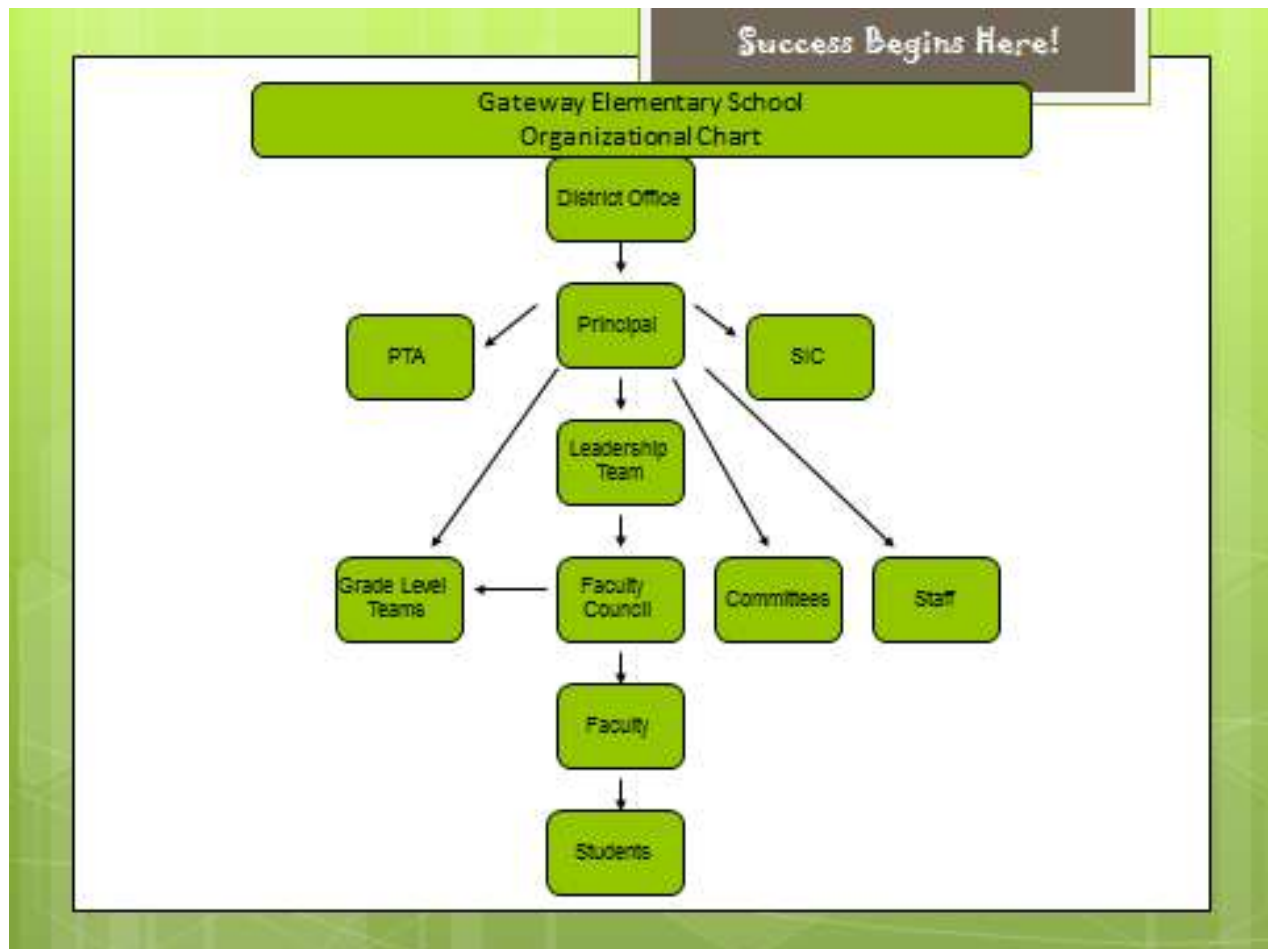 Success Begins Here!
Gateway Elementary School
Organizational Chart
District Office
Principal
PTA
SIC
Leadership
Team
Grade Level
Teams
Faculty
Council
Committees
Staff
Faculty
Students